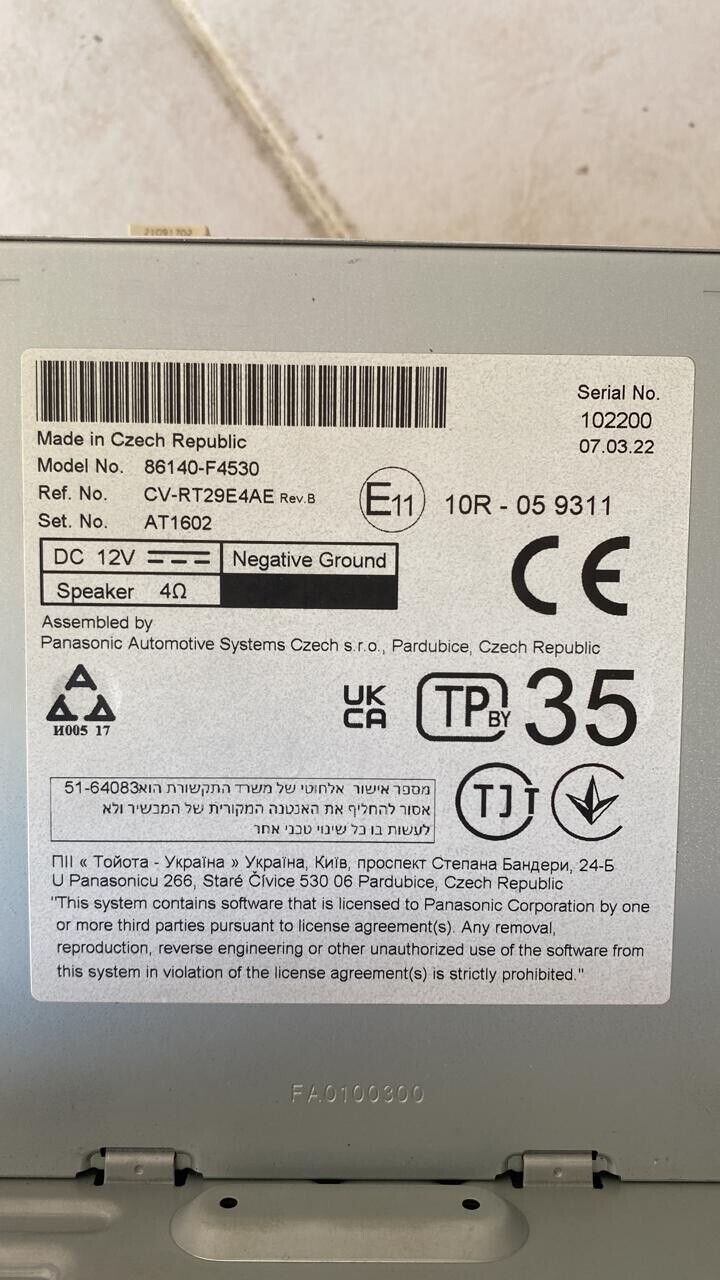 21091702
Serial No.
102200
07.03.22
Made in Czech Republic
Model No. 86140-F4530
Ref. No. CV-RT29E4AE Rev.B
Set. No. AT1602
E11 10R - 05 9311
DC 12V Negative Ground
Speaker 4Ω
CE
Assembled by
Panasonic Automotive Systems Czech s.r.o., Pardubice, Czech Republic
И005 17
UK
CA
TP BY 35
מספר אישור אלחוטי של משרד התקשורת הוא51-64083
אסור להחליף את האנטנה המקורית של המכשיר ולא
לעשות בו כל שינוי טכני אחר
TJT
ПІІ « Тойота - Україна » Україна, Київ, проспект Степана Бандери, 24-Б
U Panasonicu 266, Staré Čívice 530 06 Pardubice, Czech Republic
"This system contains software that is licensed to Panasonic Corporation by one
or more third parties pursuant to license agreement(s). Any removal,
reproduction, reverse engineering or other unauthorized use of the software from
this system in violation of the license agreement(s) is strictly prohibited."
FA0100300